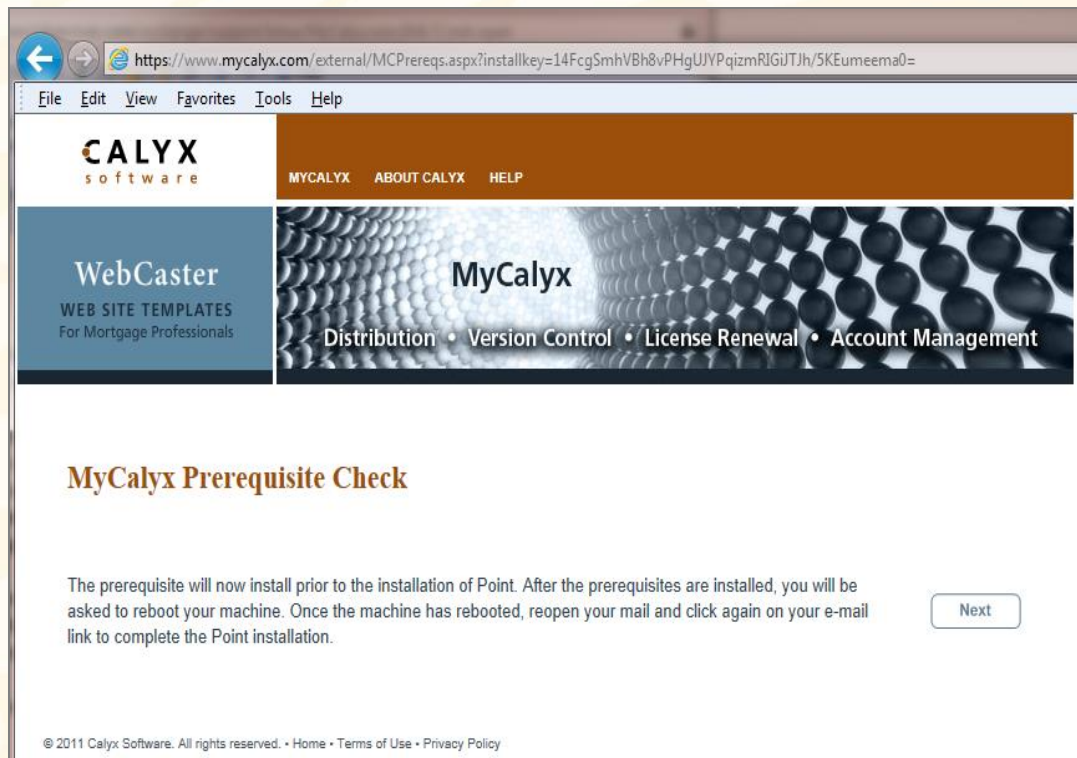 https://www.mycalyx.com/external/MCPrereqs.aspx?installkey=14FcgSmhVBh8vPHgUJYPqizmRIGiJTJh/5KEumeema0=
File Edit View Favorites Tools Help
CALYX
software
MYCALYX ABOUT CALYX HELP
WebCaster
WEB SITE TEMPLATES
For Mortgage Professionals
MyCalyx
Distribution • Version Control • License Renewal • Account Management
MyCalyx Prerequisite Check
The prerequisite will now install prior to the installation of Point. After the prerequisites are installed, you will be
asked to reboot your machine. Once the machine has rebooted, reopen your mail and click again on your e-mail
link to complete the Point installation.
Next
© 2011 Calyx Software. All rights reserved. • Home • Terms of Use • Privacy Policy